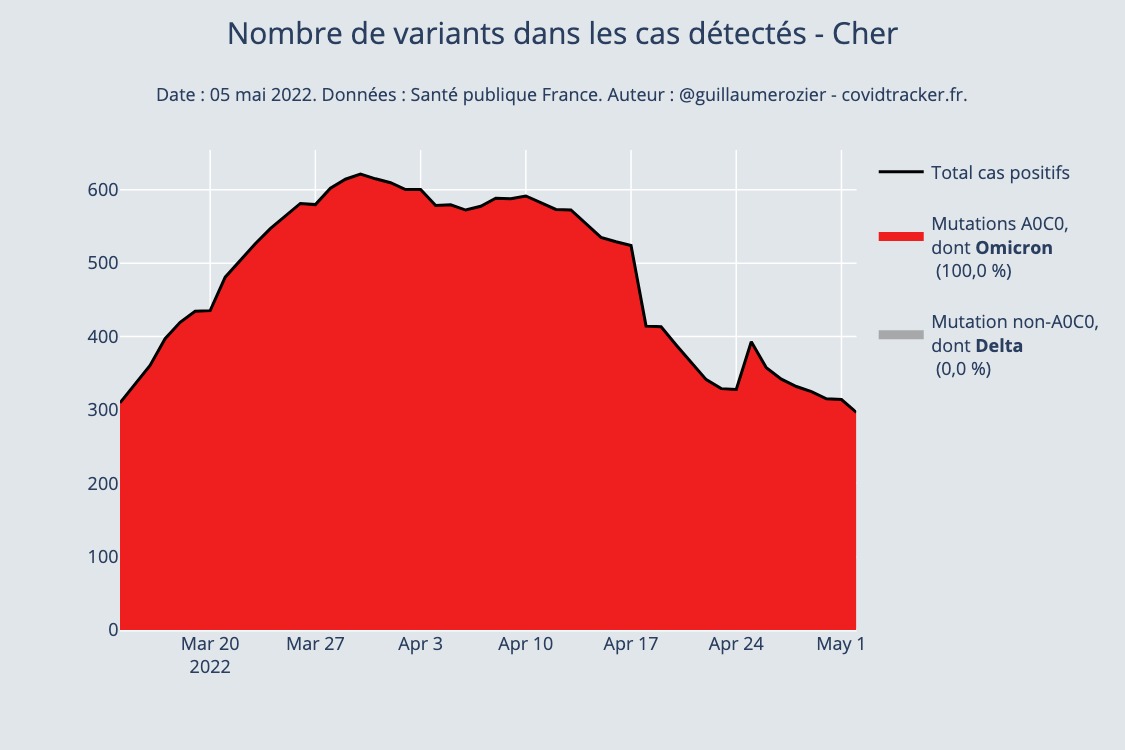 Nombre de variants dans les cas détectés - Cher
Date : 05 mai 2022. Données : Santé publique France. Auteur : @guillaumerozier - covidtracker.fr.
Total cas positifs
Mutations A0C0,
dont Omicron
(100,0 %)
Mutation non-A0C0,
dont Delta
(0,0 %)
600
500
400
300
200
100
0
Mar 20
2022
Mar 27
Apr 3
Apr 10
Apr 17
Apr 24
May 1